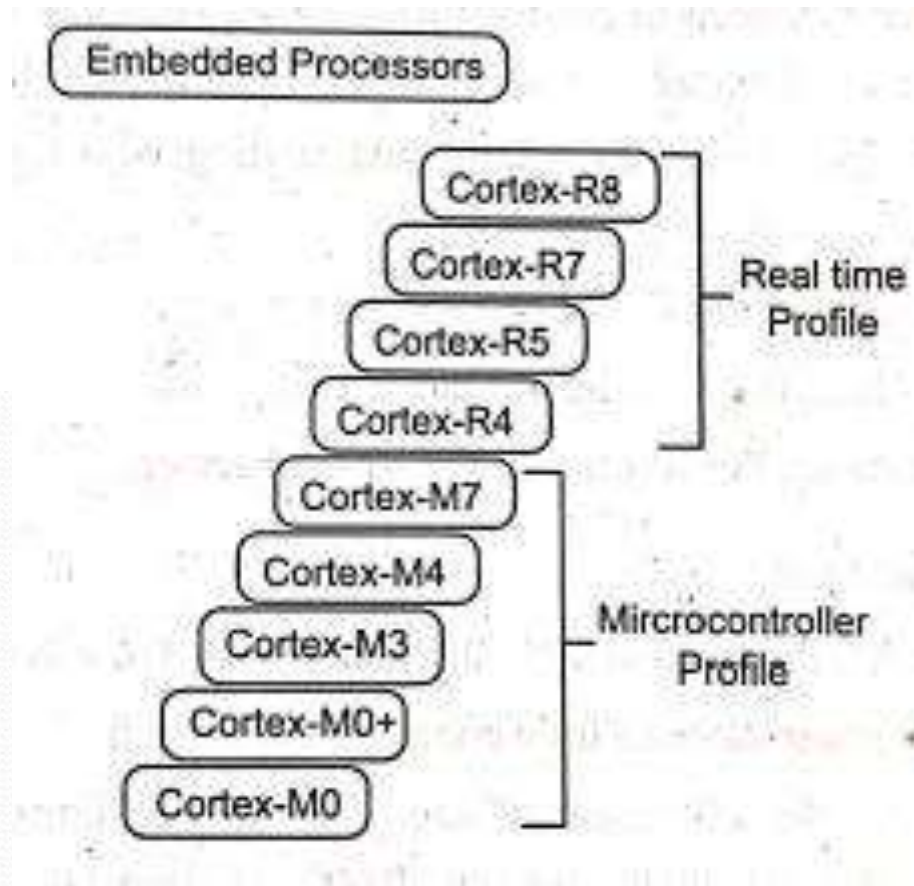 Embedded Processors
Cortex-R8
Cortex-R7
Cortex-R5
Cortex-R4
Real time
Profile
Cortex-M7
Cortex-M4
Cortex-M3
Cortex-M0+
Cortex-M0
Mircrocontroller
Profile